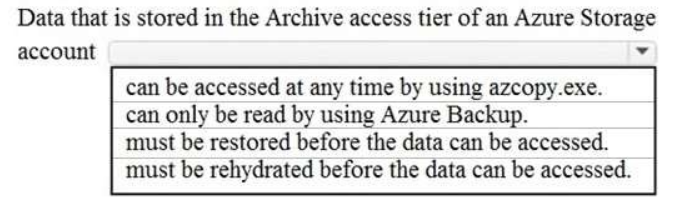 Data that is stored in the Archive access tier of an Azure Storage
account
can be accessed at any time by using azcopy.exe.
can only be read by using Azure Backup.
must be restored before the data can be accessed.
must be rehydrated before the data can be accessed.